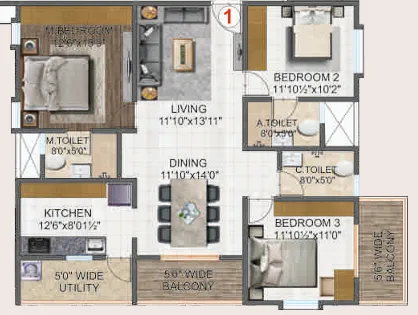 1
M.BEDROOM
BEDROOM 2
11'10½"x10'2"
LIVING
11'10"x13'11"
A.TOILET
8'0"x5'0"
M.TOILET
8'0"x5'0"
DINING
11'10"x14'0"
C.TOILET
8'0"x5'0"
KITCHEN
12'6"x8'01½"
BEDROOM 3
11'10½"x11'0"
5'0" WIDE
UTILITY
5'0" WIDE
BALCONY
5'6" WIDE
BALCONY